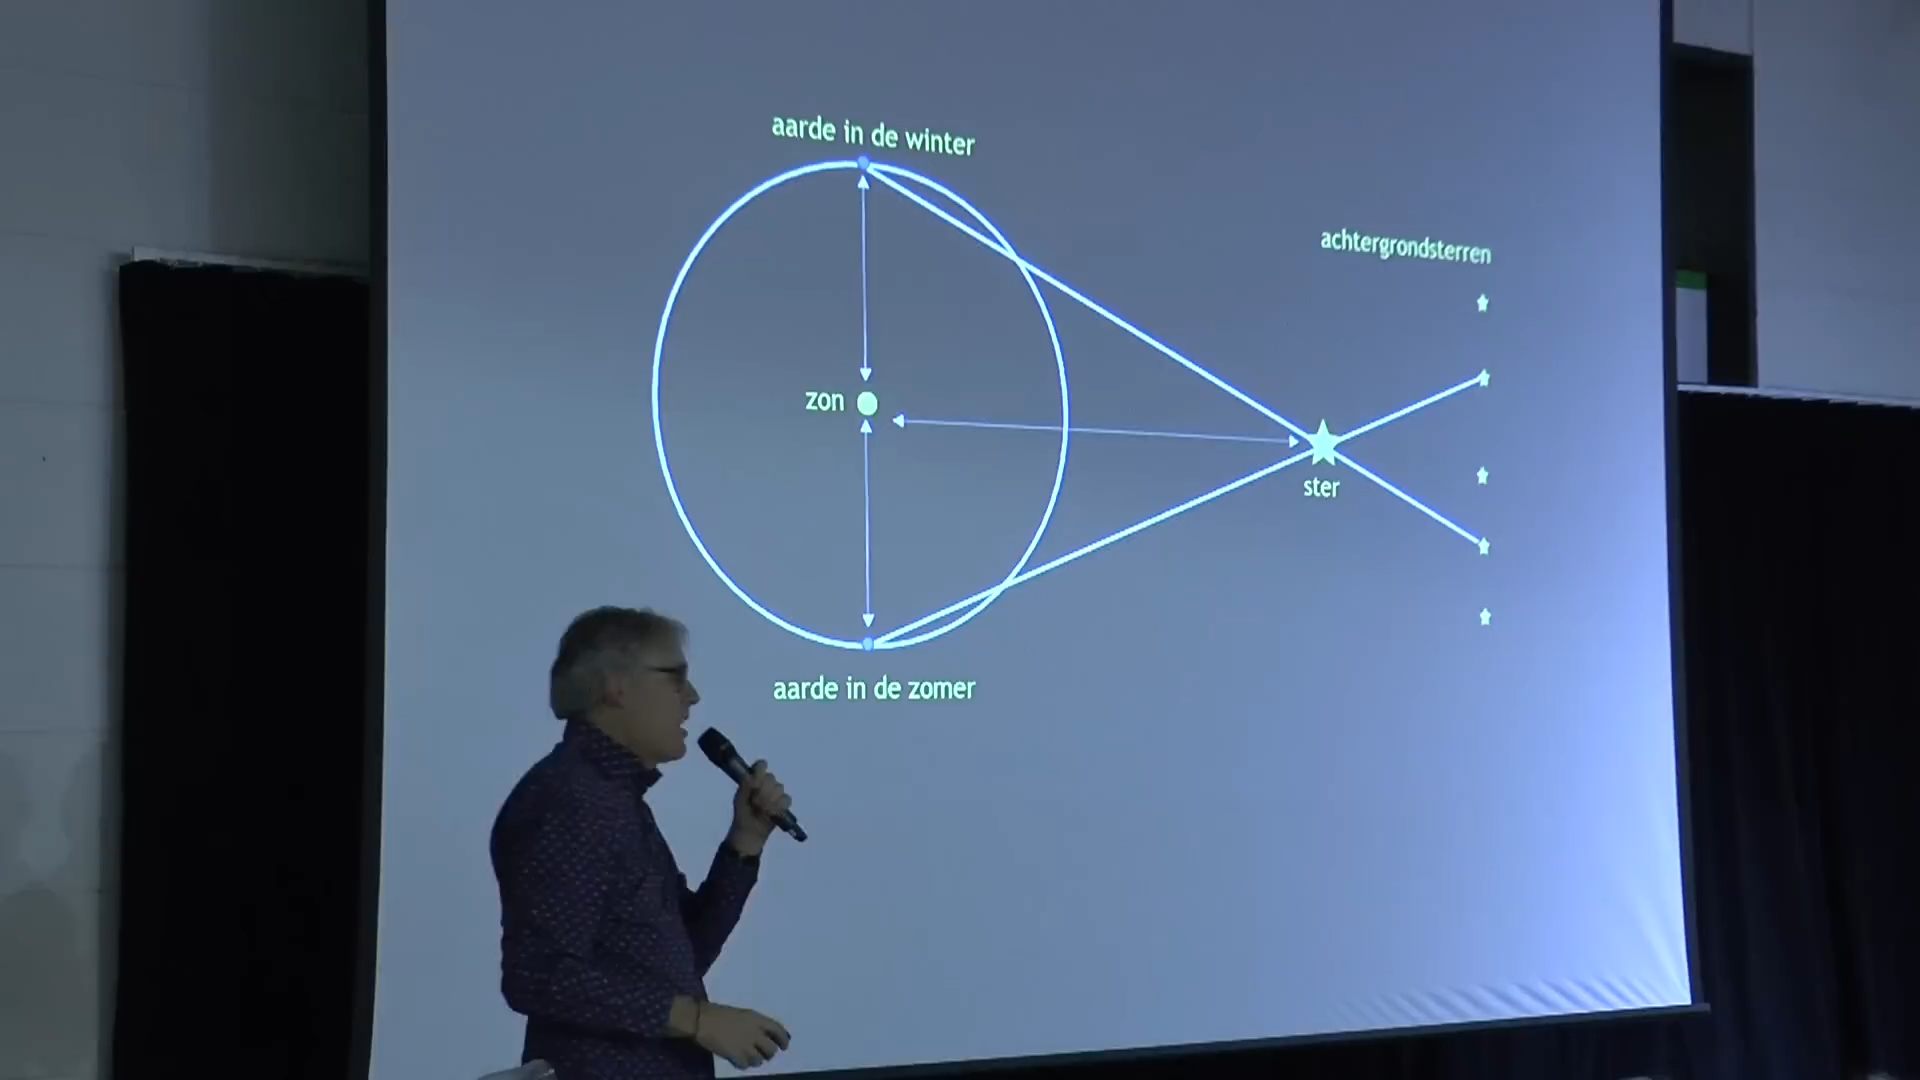 aarde in de winter
achtergrondsterren
zon
ster
aarde in de zomer